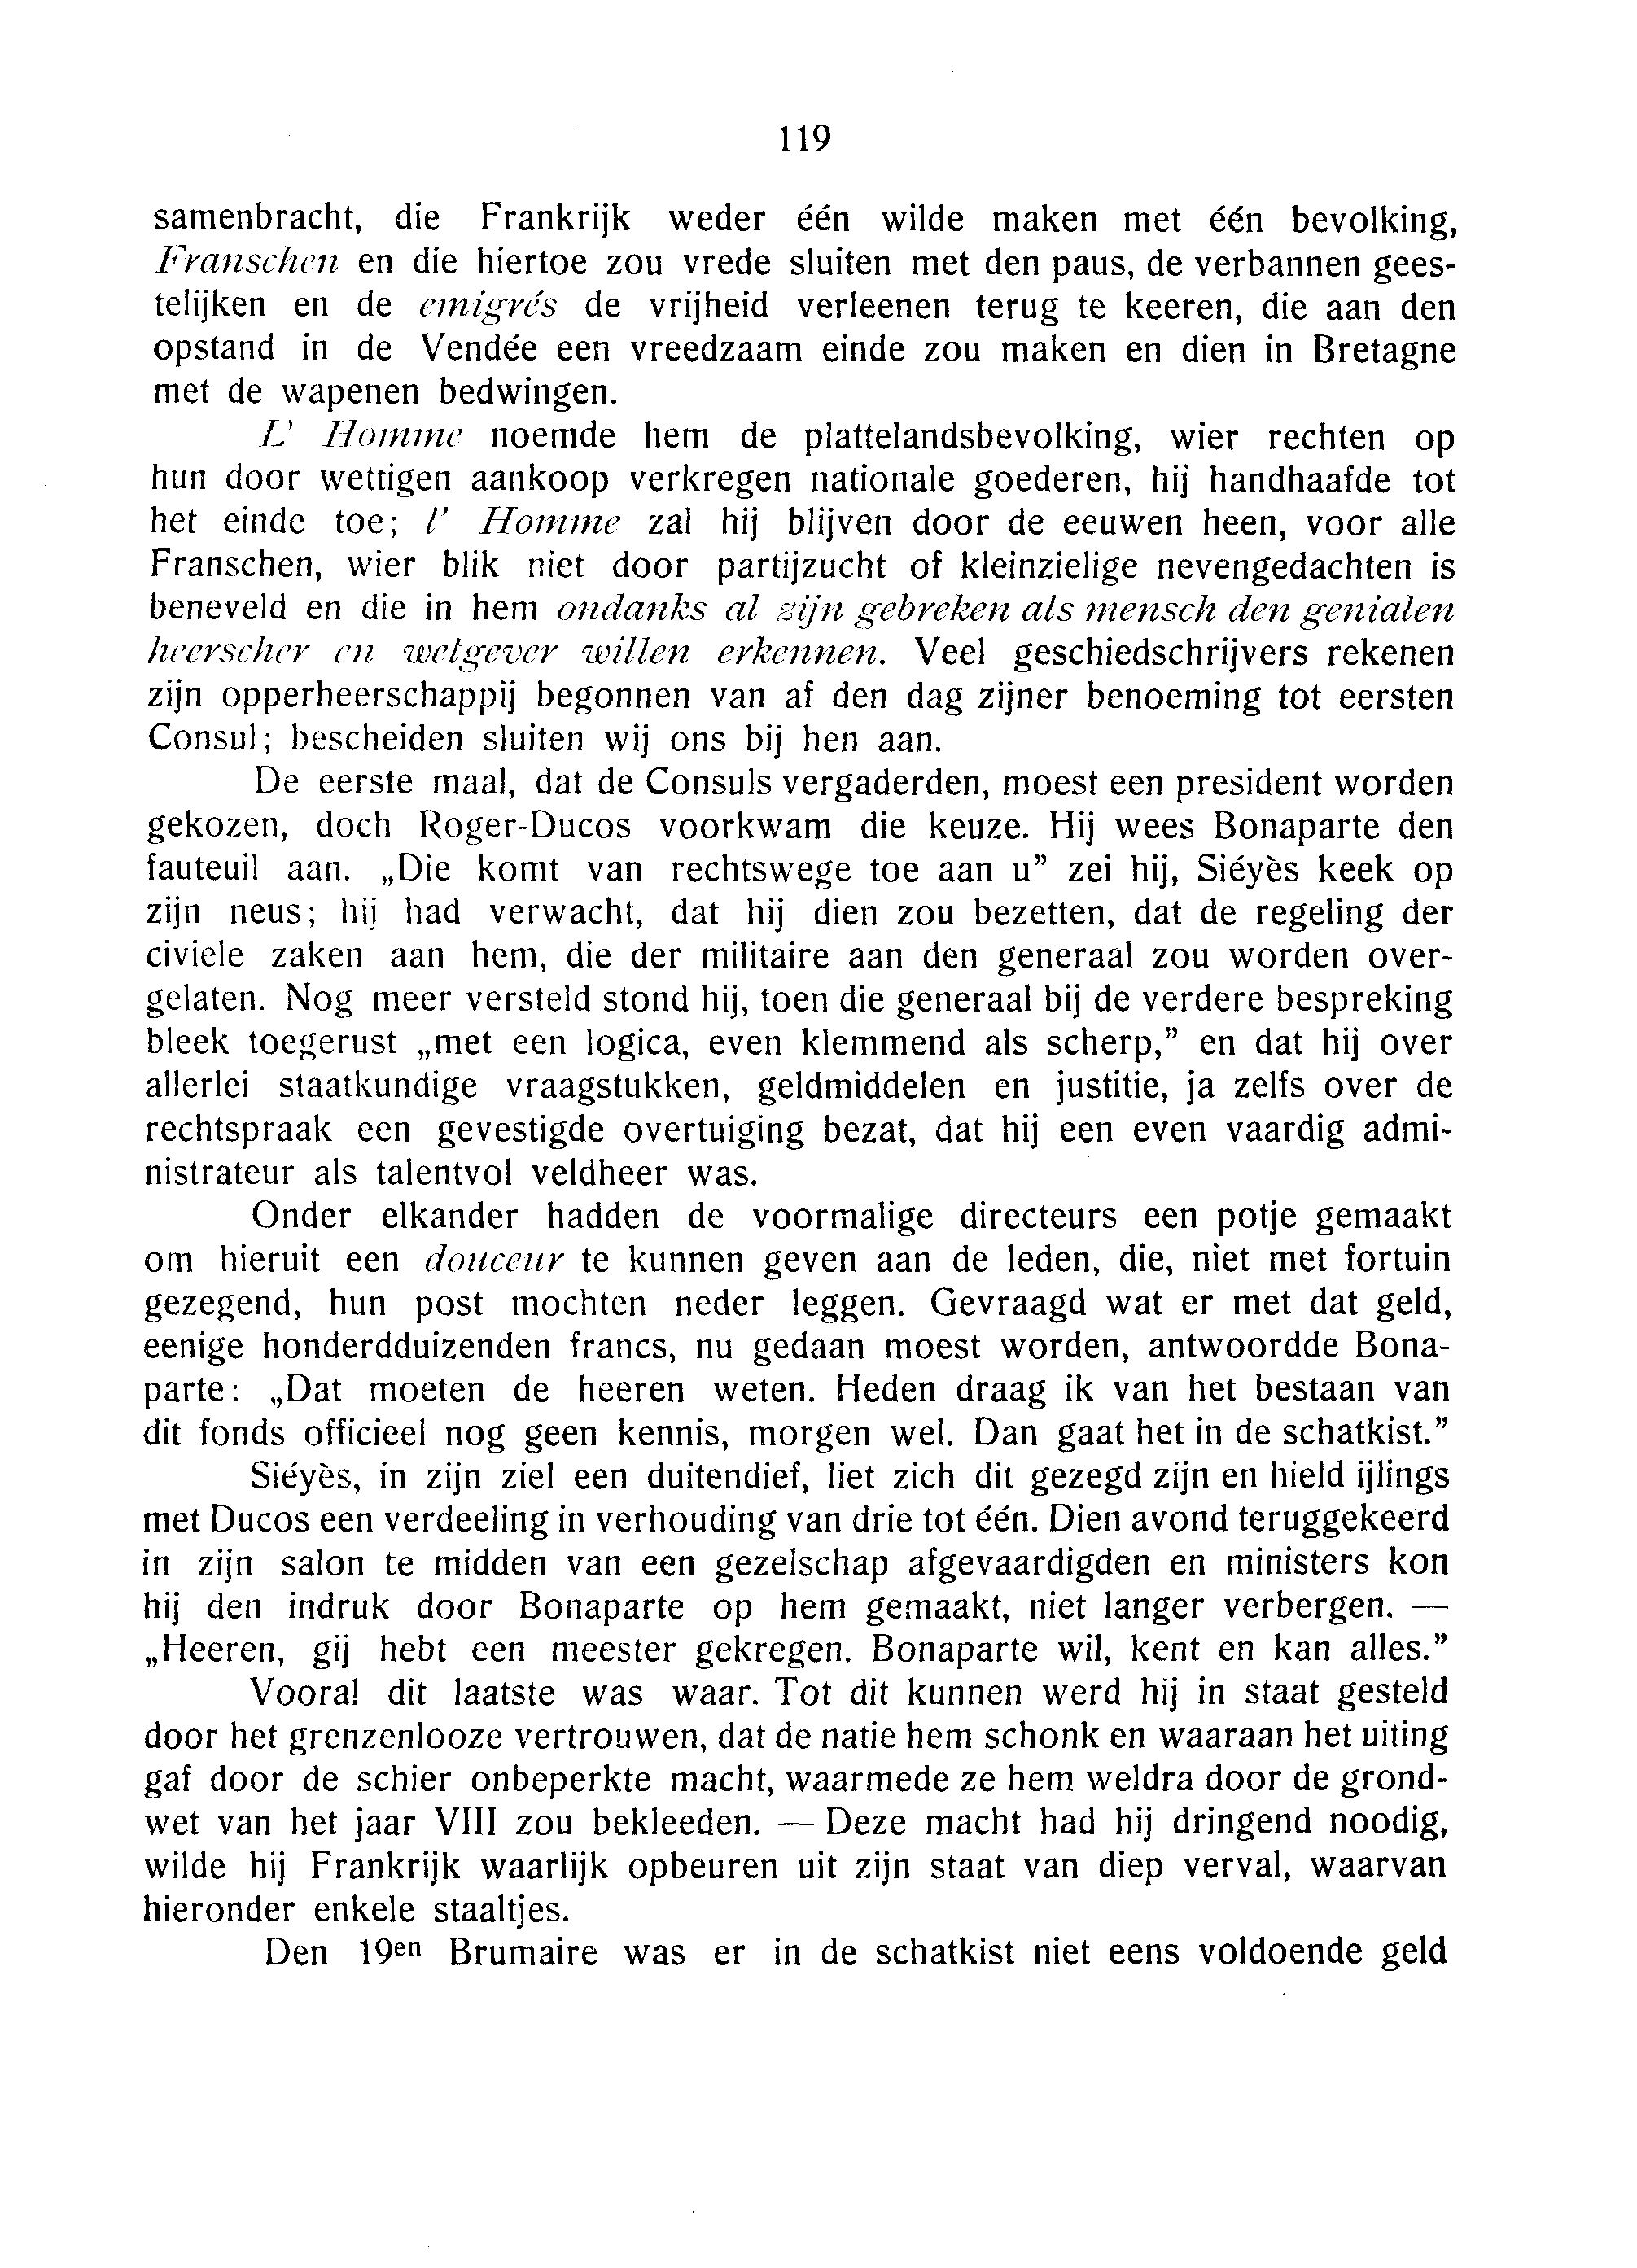 119
samenbracht, die Frankrijk weder één wilde maken met één bevolking,
Franschen en die hiertoe zou vrede sluiten met den paus, de verbannen gees-
telijken en de emigrés de vrijheid verleenen terug te keeren, die aan den
opstand in de Vendée een vreedzaam einde zou maken en dien in Bretagne
met de wapenen bedwingen.
L' Homme noemde hem de plattelandsbevolking, wier rechten op
hun door wettigen aankoop verkregen nationale goederen, hij handhaafde tot
het einde toe; l' Homme zal hij blijven door de eeuwen heen, voor alle
Franschen, wier blik niet door partijzucht of kleinzielige nevengedachten is
beneveld en die in hem ondanks al zijn gebreken als mensch den genialen
heerscher en wetgever willen erkennen. Veel geschiedschrijvers rekenen
zijn opperheerschappij begonnen van af den dag zijner benoeming tot eersten
Consul; bescheiden sluiten wij ons bij hen aan.
De eerste maal, dat de Consuls vergaderden, moest een president worden
gekozen, doch Roger-Ducos voorkwam die keuze. Hij wees Bonaparte den
fauteuil aan. „Die komt van rechtswege toe aan u” zei hij, Siéyès keek op
zijn neus; hij had verwacht, dat hij dien zou bezetten, dat de regeling der
civiele zaken aan hem, die der militaire aan den generaal zou worden over-
gelaten. Nog meer versteld stond hij, toen die generaal bij de verdere bespreking
bleek toegerust „met een logica, even klemmend als scherp,” en dat hij over
allerlei staatkundige vraagstukken, geldmiddelen en justitie, ja zelfs over de
rechtspraak een gevestigde overtuiging bezat, dat hij een even vaardig admi-
nistrateur als talentvol veldheer was.
Onder elkander hadden de voormalige directeurs een potje gemaakt
om hieruit een douceur te kunnen geven aan de leden, die, niet met fortuin
gezegend, hun post mochten neder leggen. Gevraagd wat er met dat geld,
eenige honderdduizenden francs, nu gedaan moest worden, antwoordde Bona-
parte: „Dat moeten de heeren weten. Heden draag ik van het bestaan van
dit fonds officieel nog geen kennis, morgen wel. Dan gaat het in de schatkist.”
Siéyès, in zijn ziel een duitendief, liet zich dit gezegd zijn en hield ijlings
met Ducos een verdeeling in verhouding van drie tot één. Dien avond teruggekeerd
in zijn salon te midden van een gezelschap afgevaardigden en ministers kon
hij den indruk door Bonaparte op hem gemaakt, niet langer verbergen. —
„Heeren, gij hebt een meester gekregen. Bonaparte wil, kent en kan alles.”
Vooral dit laatste was waar. Tot dit kunnen werd hij in staat gesteld
door het grenzenlooze vertrouwen, dat de natie hem schonk en waaraan het uiting
gaf door de schier onbeperkte macht, waarmede ze hem weldra door de grond-
wet van het jaar VIII zou bekleeden. — Deze macht had hij dringend noodig,
wilde hij Frankrijk waarlijk opbeuren uit zijn staat van diep verval, waarvan
hieronder enkele staaltjes.
Den 19en Brumaire was er in de schatkist niet eens voldoende geld